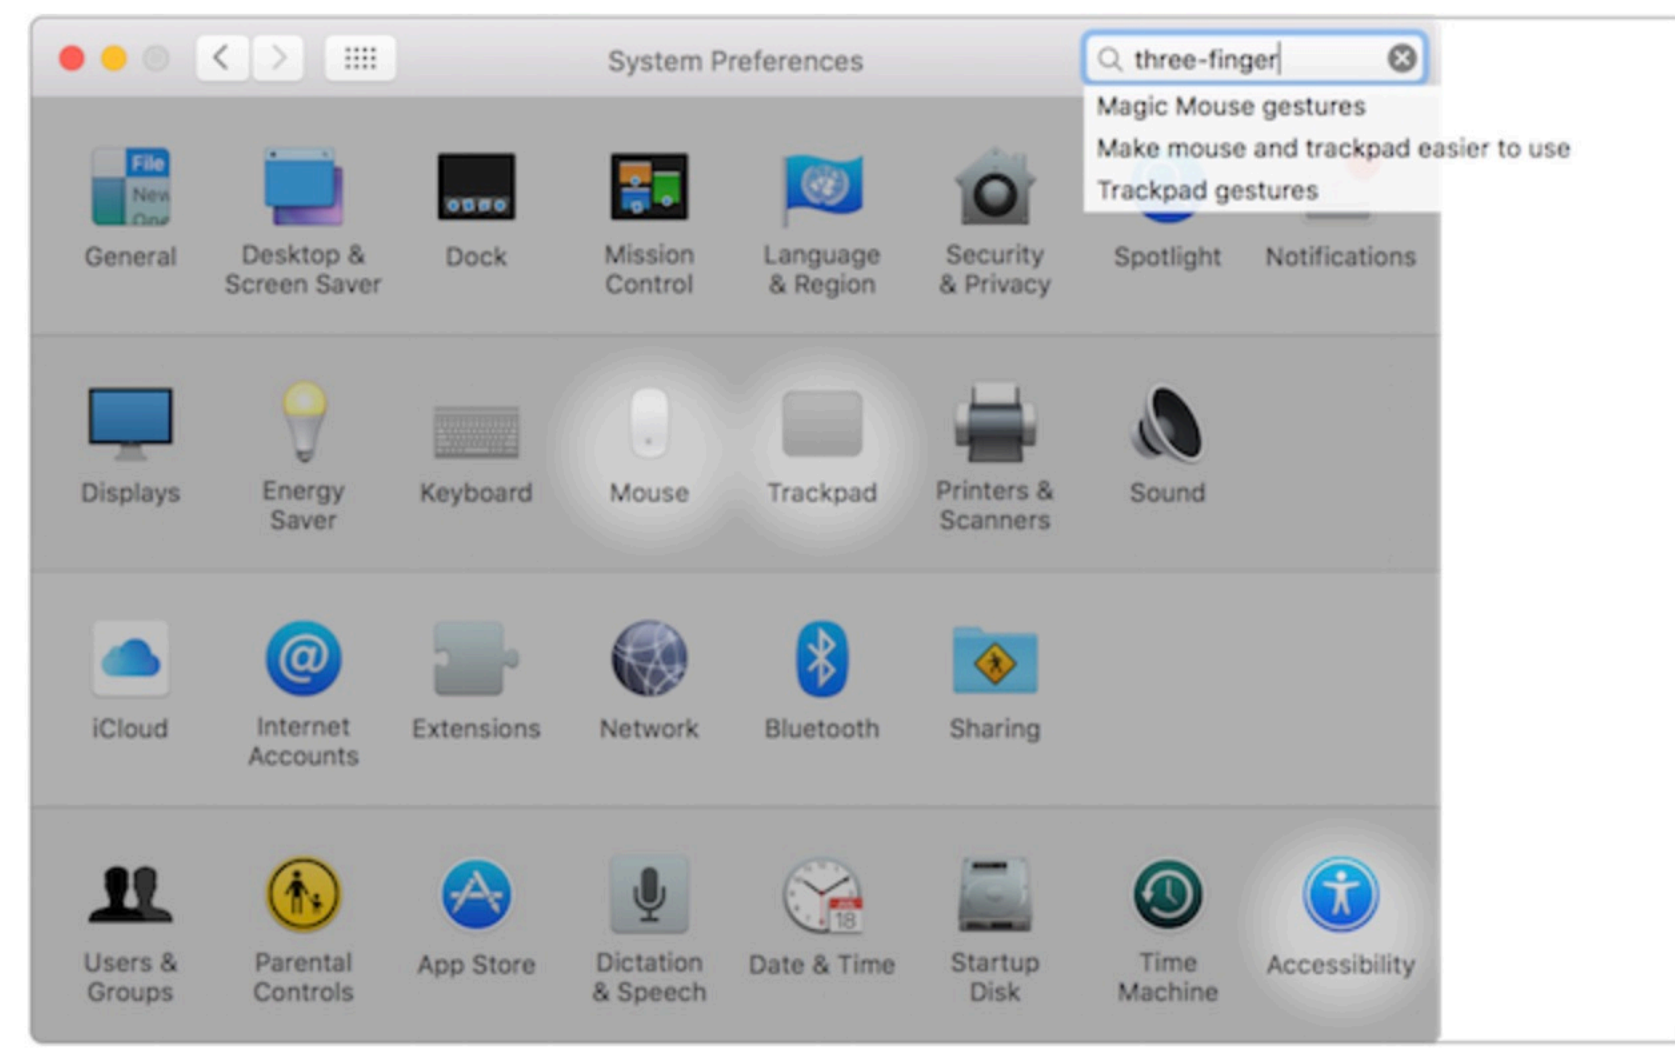 System Preferences
three-finger
Magic Mouse gestures
Make mouse and trackpad easier to use
Trackpad gestures
File
New
One
General
Desktop &
Screen Saver
Dock
Mission
Control
Language
& Region
Security
& Privacy
Spotlight
Notifications
Displays
Energy
Saver
Keyboard
Mouse
Trackpad
Printers &
Scanners
Sound
iCloud
@
Internet
Accounts
Extensions
Network
Bluetooth
Sharing
Users &
Groups
Parental
Controls
App Store
Dictation
& Speech
JUL
18
Date & Time
Startup
Disk
Time
Machine
Accessibility